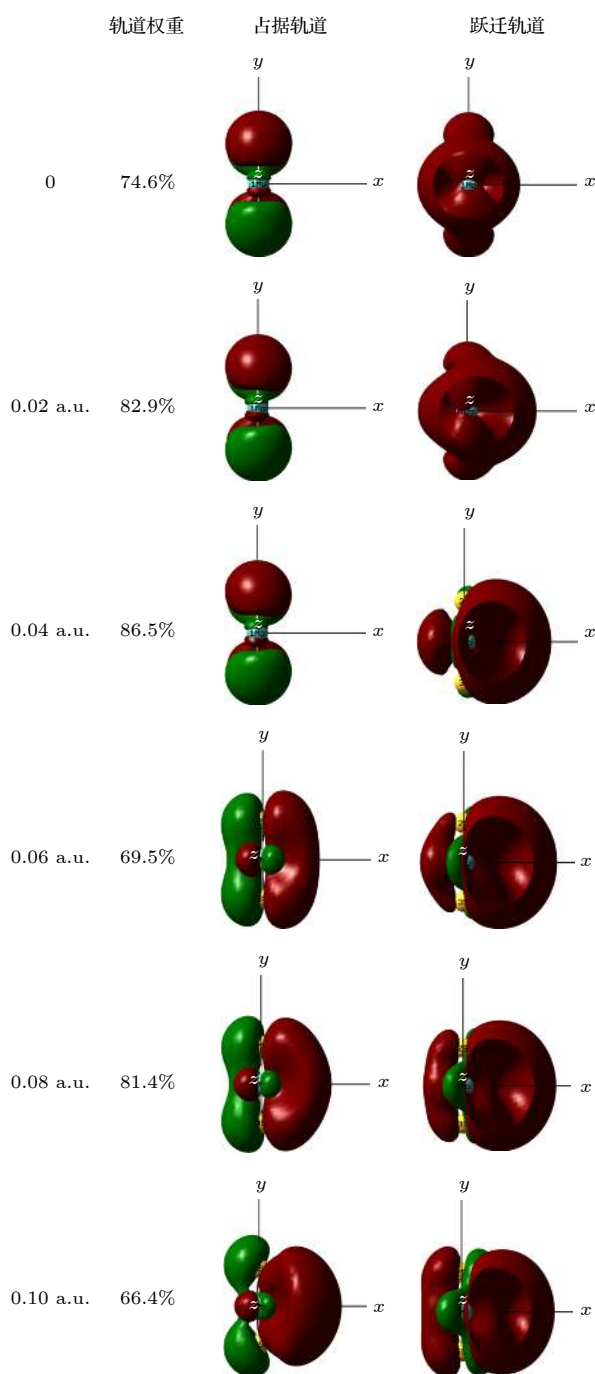 轨道权重 占据轨道 跃迁轨道
y y
0 74.6% z x z x
y y
0.02 a.u. 82.9% z x z x
y y
0.04 a.u. 86.5% z x z x
y y
0.06 a.u. 69.5% z x z x
y y
0.08 a.u. 81.4% z x z x
y y
0.10 a.u. 66.4% z x z x